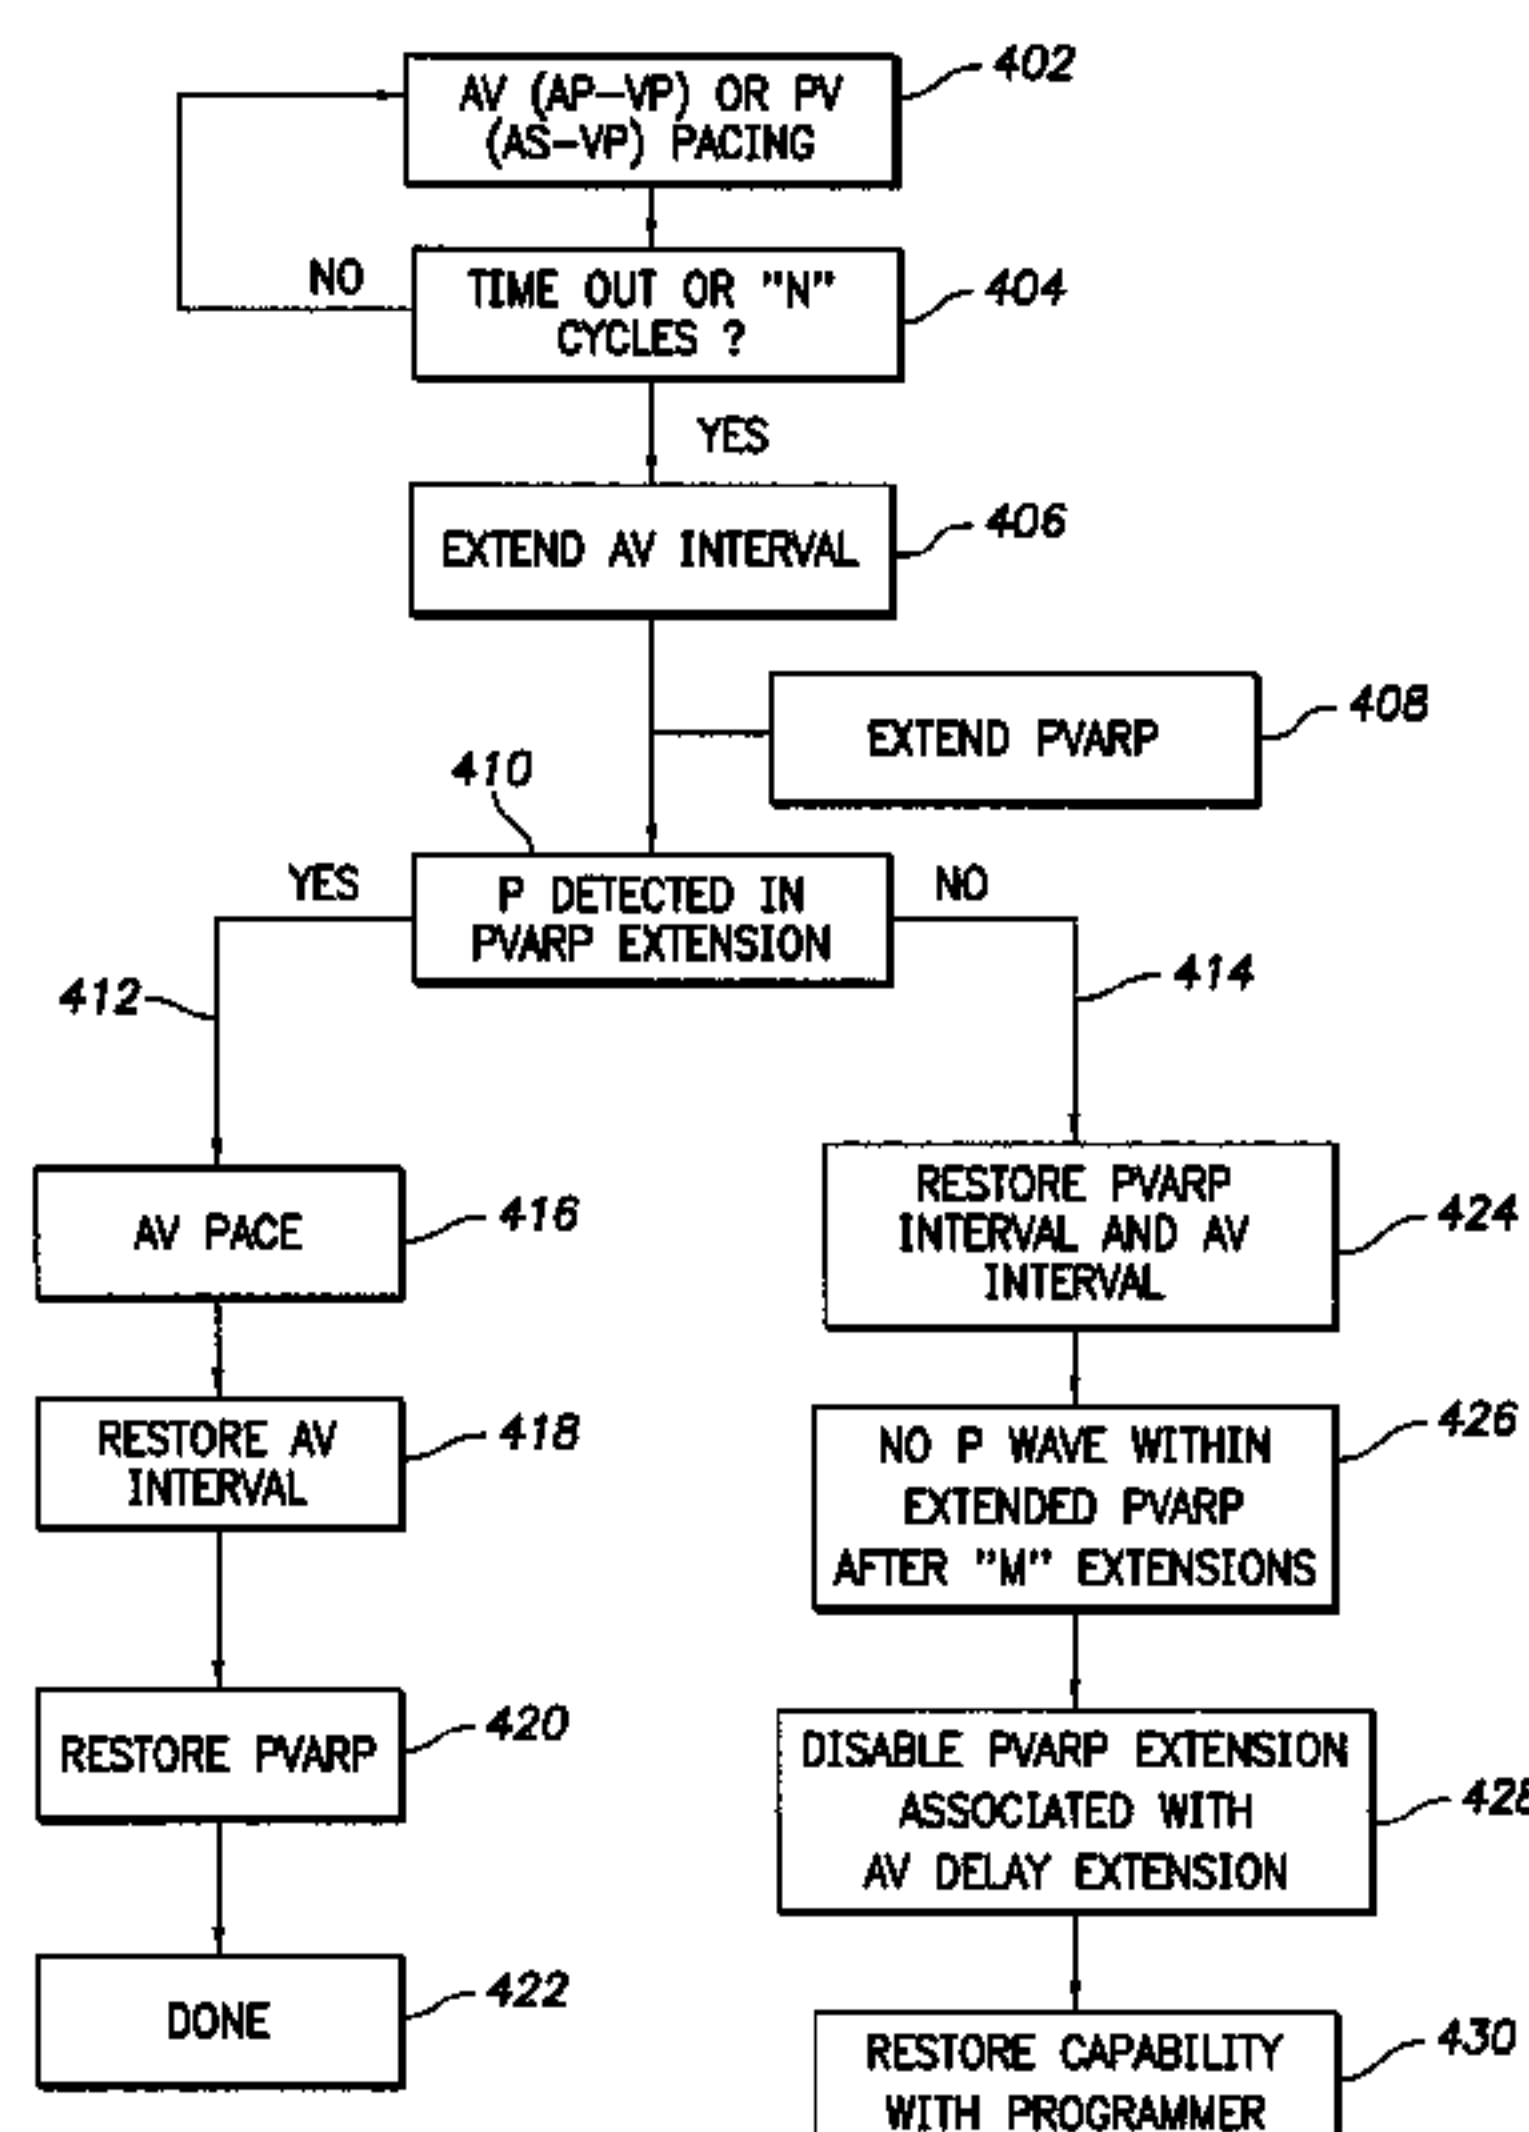 402
AV (AP-VP) OR PV
(AS-VP) PACING
NO
TIME OUT OR "N"
CYCLES ?
404
YES
EXTEND AV INTERVAL
406
EXTEND PVARP
408
410
YES
P DETECTED IN
PVARP EXTENSION
NO
412
414
AV PACE
416
RESTORE AV
INTERVAL
418
RESTORE PVARP
420
DONE
422
RESTORE PVARP
INTERVAL AND AV
INTERVAL
424
NO P WAVE WITHIN
EXTENDED PVARP
AFTER "M" EXTENSIONS
426
DISABLE PVARP EXTENSION
ASSOCIATED WITH
AV DELAY EXTENSION
428
RESTORE CAPABILITY
WITH PROGRAMMER
430